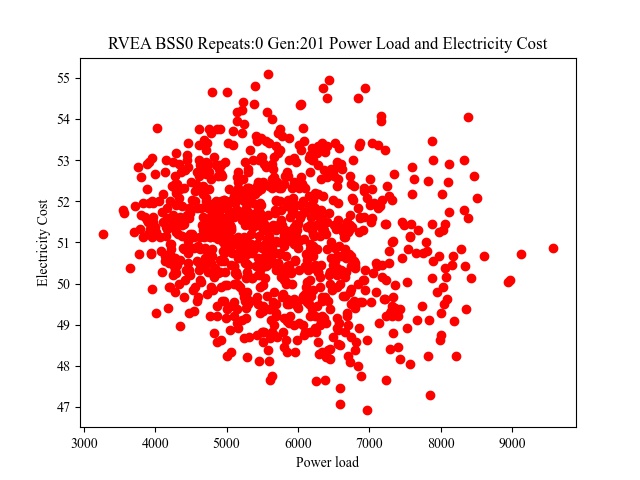 RVEA BSS0 Repeats:0 Gen:201 Power Load and Electricity Cost
55
54
53
52
51
50
49
48
47
Electricity Cost
3000 4000 5000 6000 7000 8000 9000
Power load